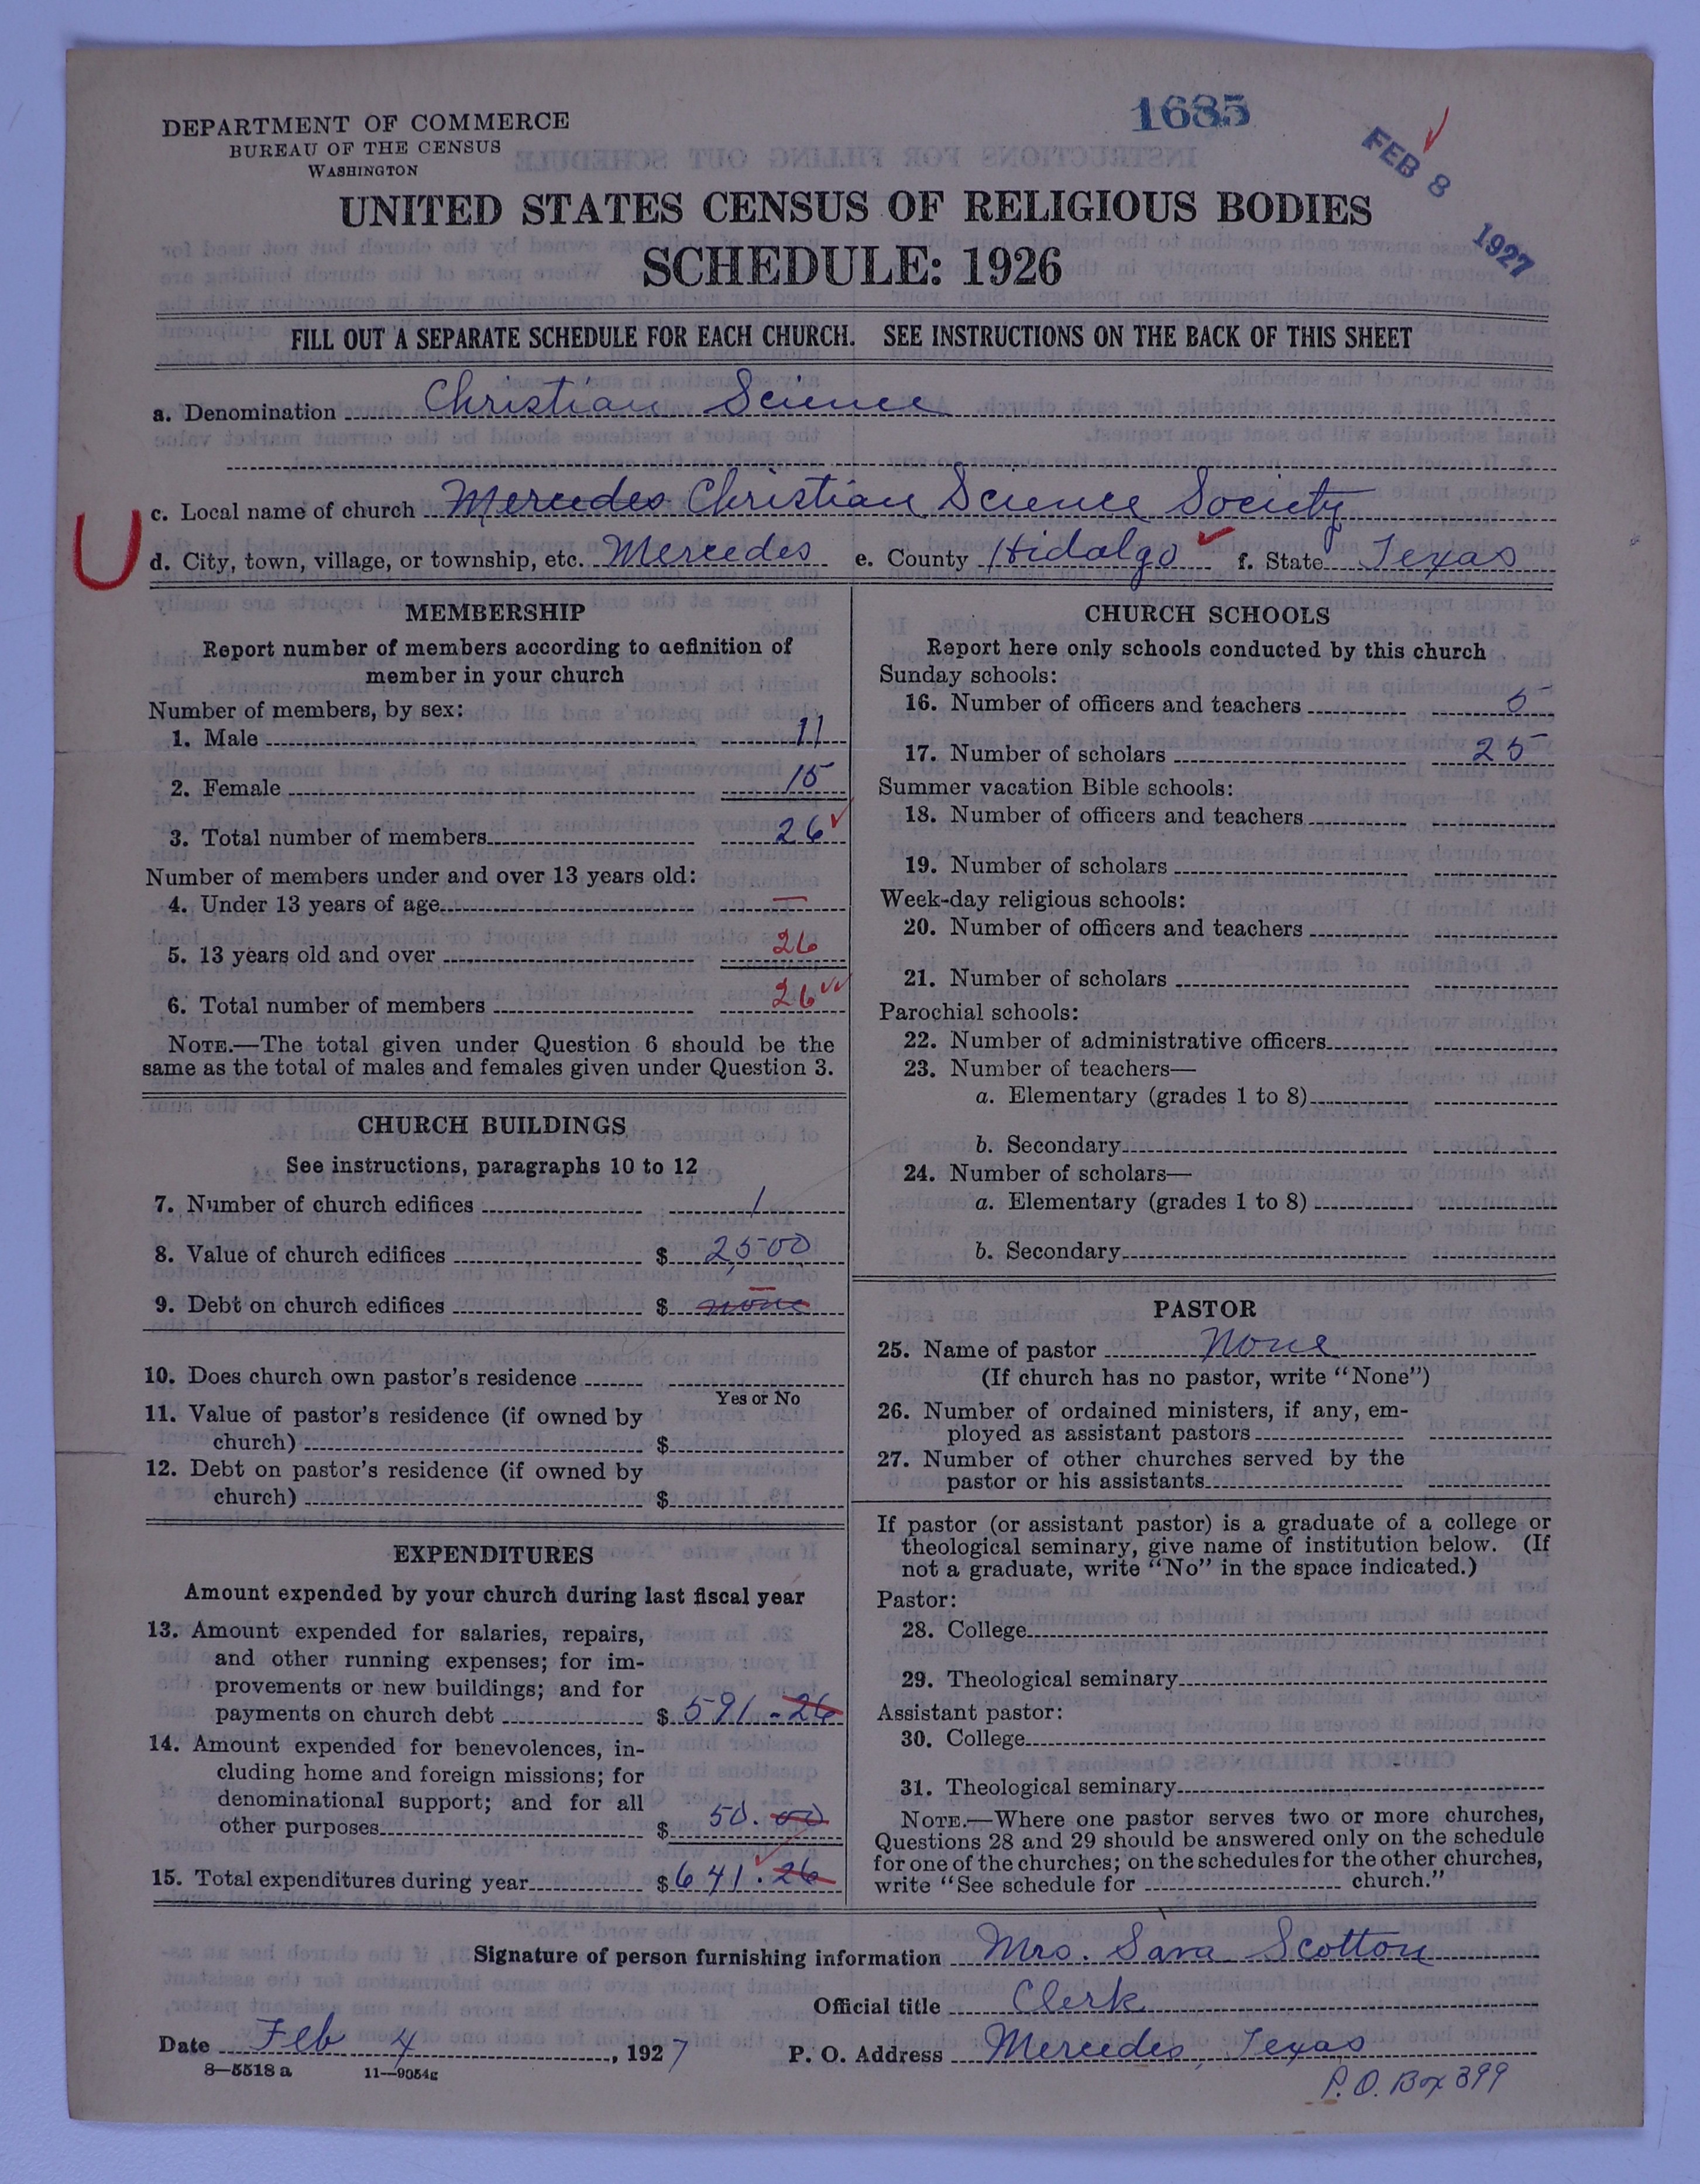 1685
FEB 8 1927
DEPARTMENT OF COMMERCE
BUREAU OF THE CENSUS
WASHINGTON
UNITED STATES CENSUS OF RELIGIOUS BODIES
SCHEDULE: 1926
FILL OUT A SEPARATE SCHEDULE FOR EACH CHURCH. SEE INSTRUCTIONS ON THE BACK OF THIS SHEET
a. Denomination Christian Science
c. Local name of church Mercedes Christian Science Society
d. City, town, village, or township, etc. Mercedes e. County Hidalgo f. State Texas
MEMBERSHIP
Report number of members according to definition of
member in your church
Number of members, by sex:
1. Male 11
2. Female 15
3. Total number of members 26
Number of members under and over 13 years old:
4. Under 13 years of age —
5. 13 years old and over 26
6. Total number of members 26
NOTE.—The total given under Question 6 should be the
same as the total of males and females given under Question 3.
CHURCH BUILDINGS
See instructions, paragraphs 10 to 12
7. Number of church edifices 1
8. Value of church edifices $ 2,500
9. Debt on church edifices $ none
10. Does church own pastor's residence
Yes or No
11. Value of pastor's residence (if owned by
church) $
12. Debt on pastor's residence (if owned by
church) $
EXPENDITURES
Amount expended by your church during last fiscal year
13. Amount expended for salaries, repairs,
and other running expenses; for im-
provements or new buildings; and for
payments on church debt $ 591.26
14. Amount expended for benevolences, in-
cluding home and foreign missions; for
denominational support; and for all
other purposes $ 50.00
15. Total expenditures during year $ 641.26
CHURCH SCHOOLS
Report here only schools conducted by this church
Sunday schools:
16. Number of officers and teachers 5
17. Number of scholars 25
Summer vacation Bible schools:
18. Number of officers and teachers
19. Number of scholars
Week-day religious schools:
20. Number of officers and teachers
21. Number of scholars
Parochial schools:
22. Number of administrative officers
23. Number of teachers—
a. Elementary (grades 1 to 8)
b. Secondary
24. Number of scholars—
a. Elementary (grades 1 to 8)
b. Secondary
PASTOR
25. Name of pastor None
(If church has no pastor, write "None")
26. Number of ordained ministers, if any, em-
ployed as assistant pastors
27. Number of other churches served by the
pastor or his assistants
If pastor (or assistant pastor) is a graduate of a college or
theological seminary, give name of institution below. (If
not a graduate, write "No" in the space indicated.)
Pastor:
28. College
29. Theological seminary
Assistant pastor:
30. College
31. Theological seminary
NOTE.—Where one pastor serves two or more churches,
Questions 28 and 29 should be answered only on the schedule
for one of the churches; on the schedules for the other churches,
write "See schedule for church."
Signature of person furnishing information Mrs. Sara Scotton
Official title Clerk
Date Feb 4, 1927 P. O. Address Mercedes, Texas
8—5518 a 11—9054g
P.O. Box 399